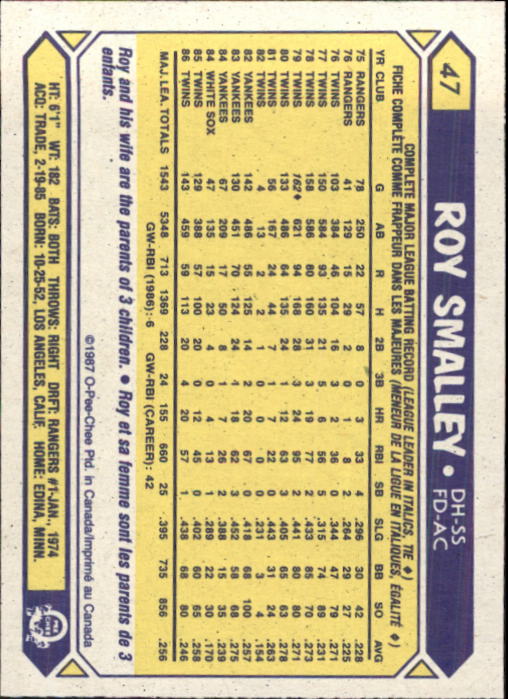 47 ROY SMALLEY • DH-SS
FD-AC
COMPLETE MAJOR LEAGUE BATTING RECORD (LEAGUE LEADER IN ITALICS, TIE ♦)
FICHE COMPLÈTE COMME FRAPPEUR DANS LES MAJEURES (MENEUR DE LA LIGUE EN ITALIQUES, ÉGALITÉ ♦)
YR CLUB G AB R H 2B 3B HR RBI SB SLG BB SO AVG
75 RANGERS 78 250 22 57 8 0 3 33 4 .296 30 42 .228
76 RANGERS 41 129 15 29 2 0 1 8 2 .264 29 27 .225
76 TWINS 103 384 46 104 16 3 2 36 0 .344 47 79 .271
77 TWINS 150 584 93 135 21 5 6 56 5 .315 74 89 .231
78 TWINS 158 586 80 160 31 3 19 77 2 .433 85 70 .273
79 TWINS 162♦ 621 94 168 28 3 24 95 2 .441 80 80 .271
80 TWINS 133 486 64 135 24 1 12 63 3 .405 65 63 .278
81 TWINS 56 167 24 44 7 1 7 22 0 .443 31 24 .263
82 TWINS 4 13 2 2 1 0 0 0 0 .231 3 4 .154
82 YANKEES 142 486 55 125 14 2 20 67 0 .418 68 100 .257
83 YANKEES 130 451 70 124 24 1 18 62 3 .452 58 68 .275
84 YANKEES 67 209 17 50 8 1 7 26 2 .388 15 35 .239
84 WHITE SOX 47 135 15 23 4 0 4 13 1 .289 22 30 .170
85 TWINS 129 388 57 100 20 0 12 45 0 .402 60 65 .258
86 TWINS 143 459 59 113 20 4 20 57 1 .438 68 80 .246
MAJ. LEA. TOTALS 1543 5348 713 1369 228 24 155 660 25 .395 735 856 .256
GW-RBI (1986): 6 GW-RBI (CAREER): 42
Roy and his wife are the parents of 3 children. • Roy et sa femme sont les parents de 3
enfants.
©1987 O-Pee-Chee Ptd. in Canada/Imprimé au Canada
HT: 6'1" WT: 182 BATS: BOTH THROWS: RIGHT DRFT: RANGERS #1-JAN., 1974
ACQ: TRADE, 2-19-85 BORN: 10-25-52, LOS ANGELES, CALIF. HOME: EDINA, MINN.
O
PEE
CHEE